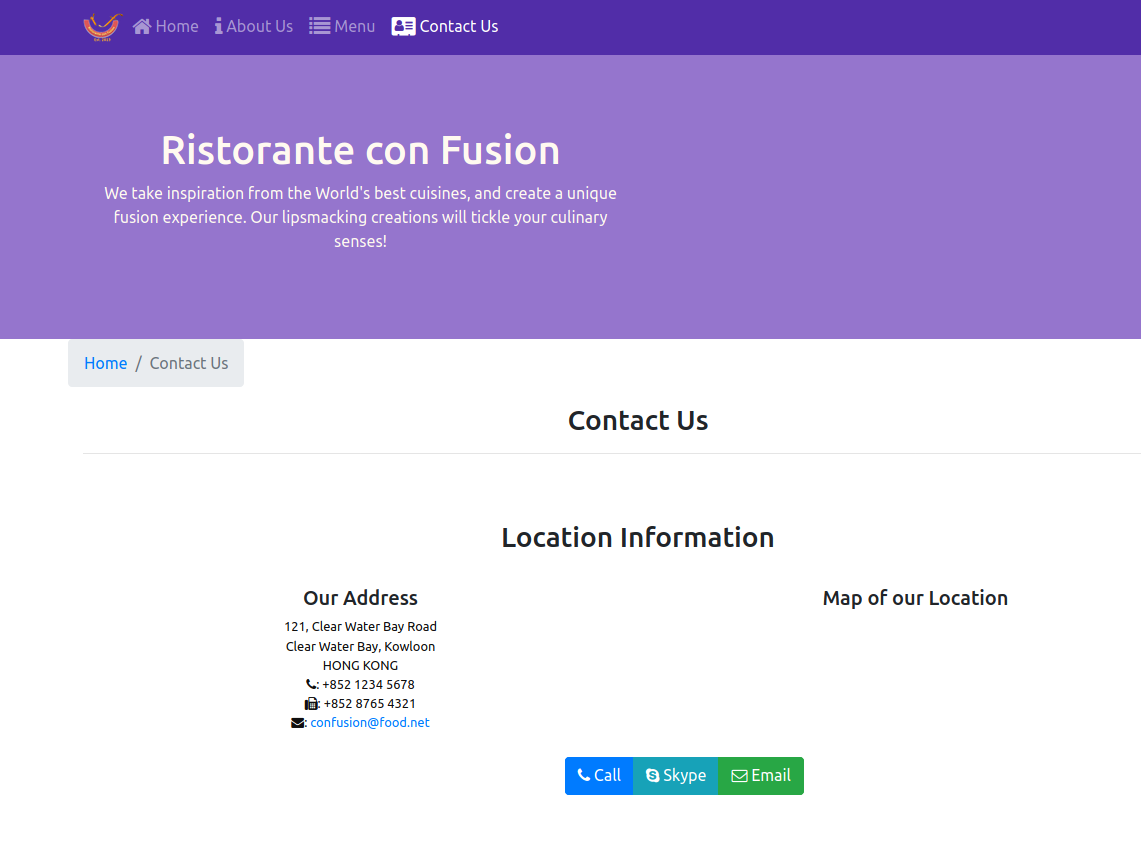 Home About Us Menu Contact Us
Ristorante con Fusion
We take inspiration from the World's best cuisines, and create a unique
fusion experience. Our lipsmacking creations will tickle your culinary
senses!
Home / Contact Us
Contact Us
Location Information
Our Address
121, Clear Water Bay Road
Clear Water Bay, Kowloon
HONG KONG
: +852 1234 5678
: +852 8765 4321
: confusion@food.net
Map of our Location
Call Skype Email